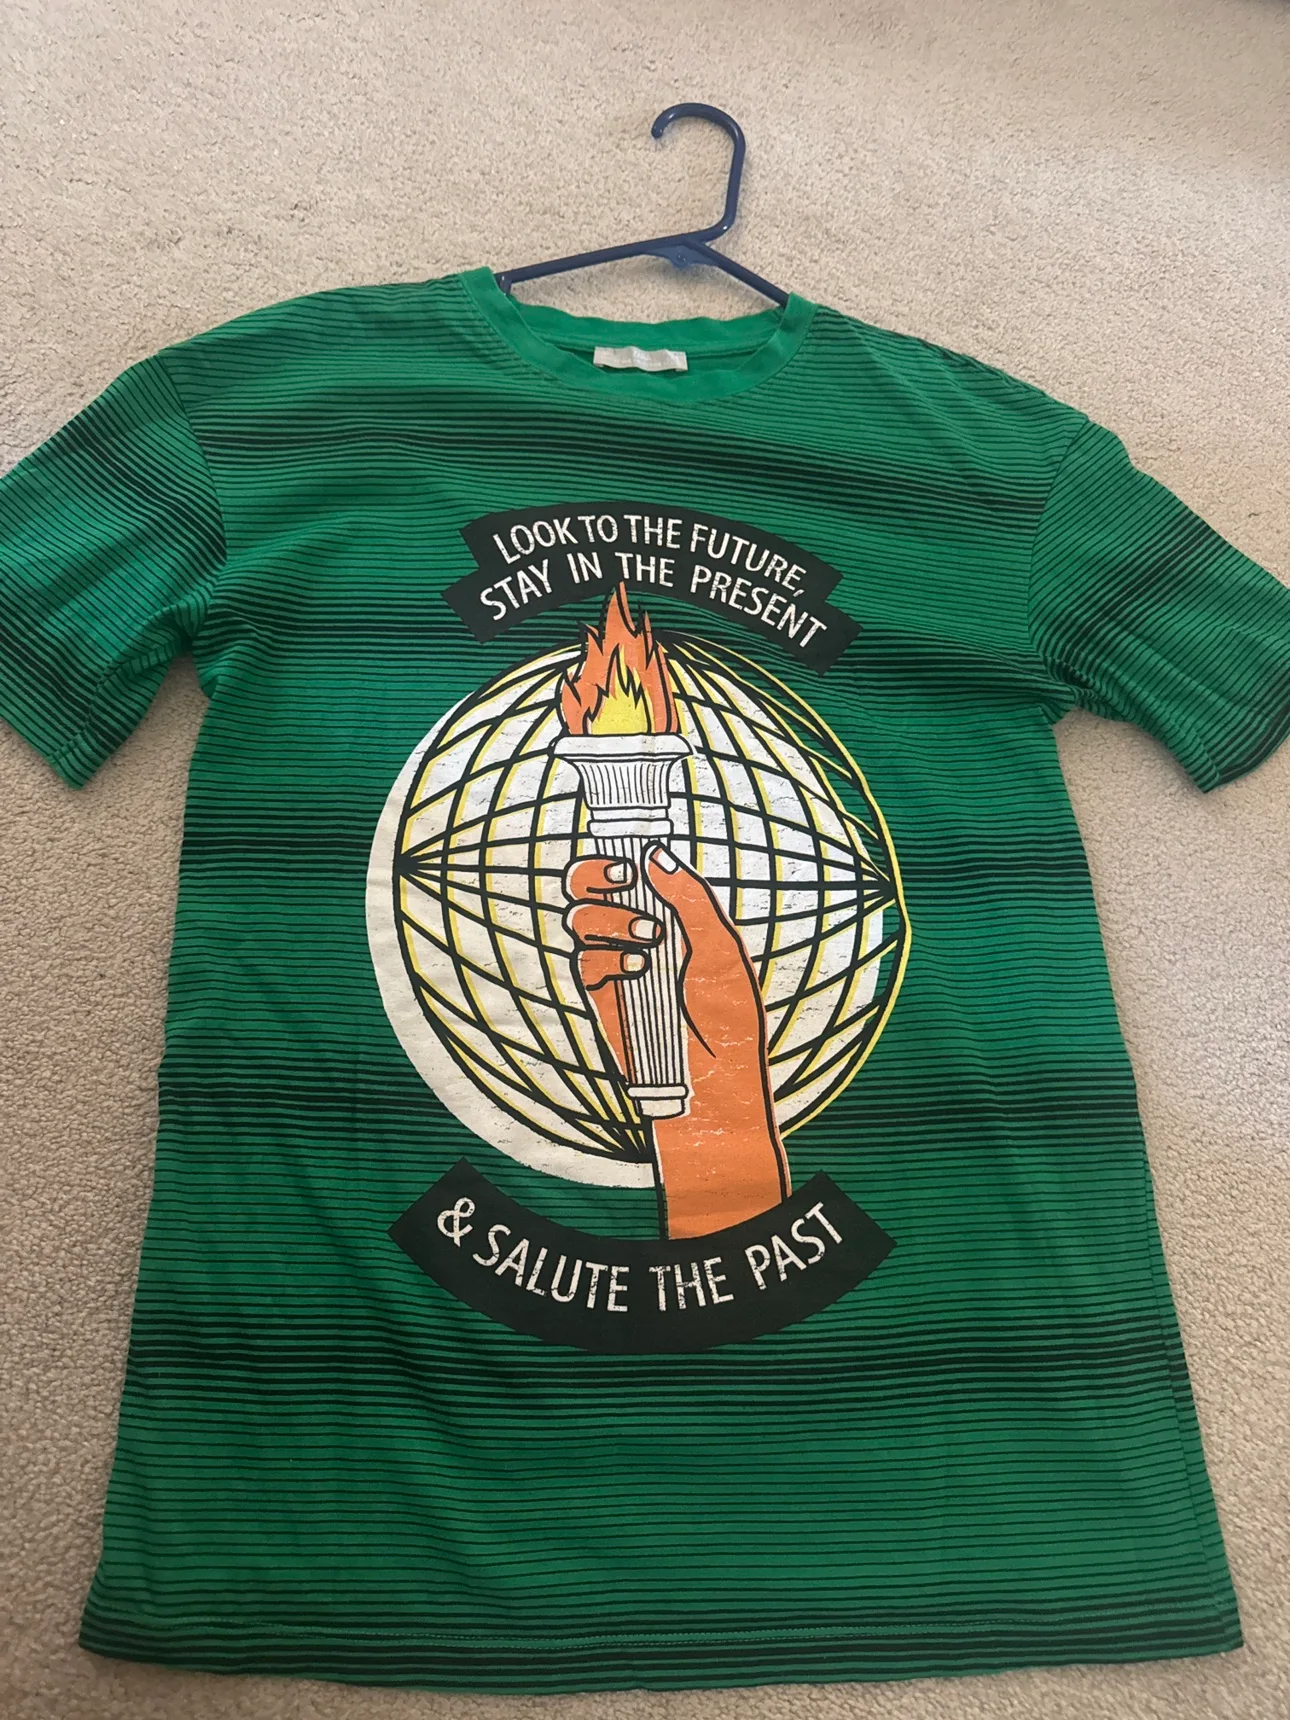 LOOK TO THE FUTURE,
STAY IN THE PRESENT
& SALUTE THE PAST